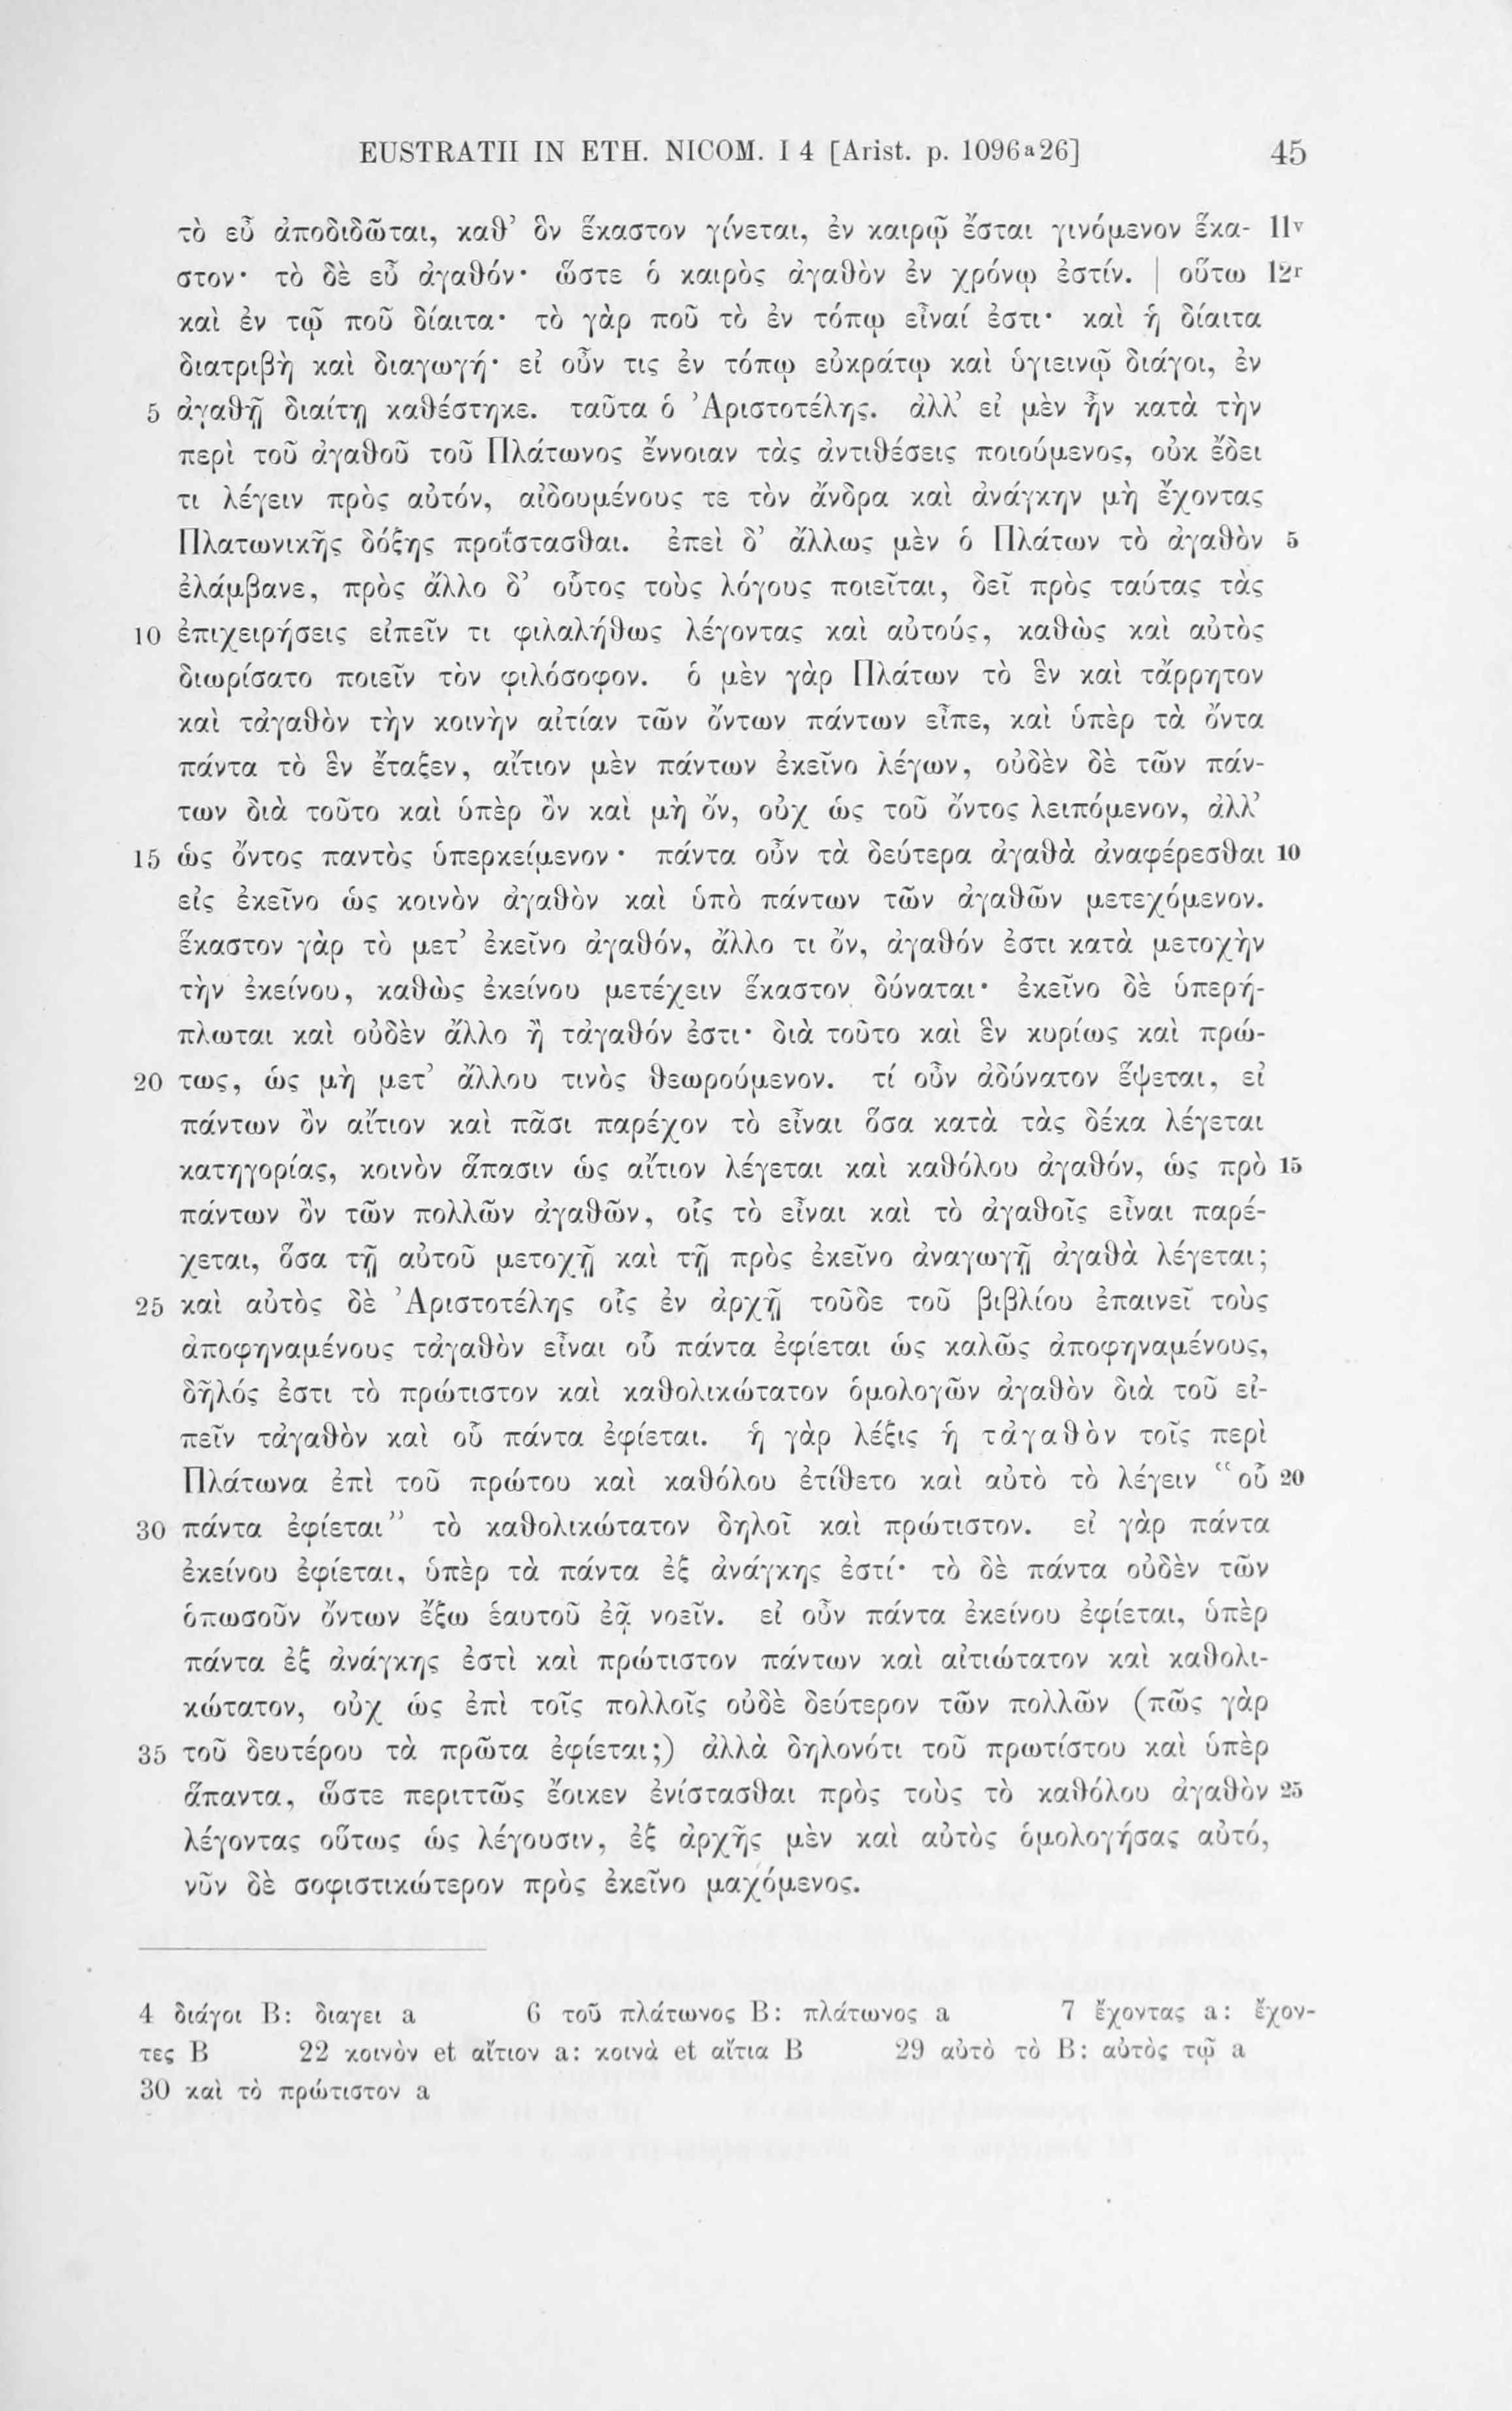 EUSTRATII IN ETH. NICOM. I 4 [Arist. p. 1096a26] 45
τὸ εὖ ἀποδιδῶται, καθ’ ὃν ἕκαστον γίνεται, ἐν καιρῷ ἔσται γινόμενον ἕκα- 11v
στον· τὸ δὲ εὖ ἀγαθόν· ὥστε ὁ καιρὸς ἀγαθὸν ἐν χρόνῳ ἐστίν. | οὕτω 12r
καὶ ἐν τῷ ποῦ δίαιτα· τὸ γὰρ ποῦ τὸ ἐν τόπῳ εἶναί ἐστι· καὶ ἡ δίαιτα
διατριβὴ καὶ διαγωγή· εἰ οὖν τις ἐν τόπῳ εὐκράτῳ καὶ ὑγιεινῷ διάγοι, ἐν
5 ἀγαθῇ διαίτῃ καθέστηκε. ταῦτα ὁ Ἀριστοτέλης. ἀλλ’ εἰ μὲν ἦν κατὰ τὴν
περὶ τοῦ ἀγαθοῦ τοῦ Πλάτωνος ἔννοιαν τὰς ἀντιθέσεις ποιούμενος, οὐκ ἔδει
τι λέγειν πρὸς αὐτόν, αἰδουμένους τε τὸν ἄνδρα καὶ ἀνάγκην μὴ ἔχοντας
Πλατωνικῆς δόξης προΐστασθαι. ἐπεὶ δ’ ἄλλως μὲν ὁ Πλάτων τὸ ἀγαθὸν 5
ἐλάμβανε, πρὸς ἄλλο δ’ οὗτος τοὺς λόγους ποιεῖται, δεῖ πρὸς ταύτας τὰς
10 ἐπιχειρήσεις εἰπεῖν τι φιλαλήθως λέγοντας καὶ αὐτούς, καθὼς καὶ αὐτὸς
διωρίσατο ποιεῖν τὸν φιλόσοφον. ὁ μὲν γὰρ Πλάτων τὸ ἓν καὶ τἄρρητον
καὶ τἀγαθὸν τὴν κοινὴν αἰτίαν τῶν ὄντων πάντων εἶπε, καὶ ὑπὲρ τὰ ὄντα
πάντα τὸ ἓν ἔταξεν, αἴτιον μὲν πάντων ἐκεῖνο λέγων, οὐδὲν δὲ τῶν πάν-
των διὰ τοῦτο καὶ ὑπὲρ ὂν καὶ μὴ ὄν, οὐχ ὡς τοῦ ὄντος λειπόμενον, ἀλλ’
15 ὡς ὄντος παντὸς ὑπερκείμενον· πάντα οὖν τὰ δεύτερα ἀγαθὰ ἀναφέρεσθαι 10
εἰς ἐκεῖνο ὡς κοινὸν ἀγαθὸν καὶ ὑπὸ πάντων τῶν ἀγαθῶν μετεχόμενον.
ἕκαστον γὰρ τὸ μετ’ ἐκεῖνο ἀγαθόν, ἄλλο τι ὄν, ἀγαθόν ἐστι κατὰ μετοχὴν
τὴν ἐκείνου, καθὼς ἐκείνου μετέχειν ἕκαστον δύναται· ἐκεῖνο δὲ ὑπερή-
πλωται καὶ οὐδὲν ἄλλο ἢ τἀγαθόν ἐστι· διὰ τοῦτο καὶ ἓν κυρίως καὶ πρώ-
20 τως, ὡς μὴ μετ’ ἄλλου τινὸς θεωρούμενον. τί οὖν ἀδύνατον ἕψεται, εἰ
πάντων ὂν αἴτιον καὶ πᾶσι παρέχον τὸ εἶναι ὅσα κατὰ τὰς δέκα λέγεται
κατηγορίας, κοινὸν ἅπασιν ὡς αἴτιον λέγεται καὶ καθόλου ἀγαθόν, ὡς πρὸ 15
πάντων ὂν τῶν πολλῶν ἀγαθῶν, οἷς τὸ εἶναι καὶ τὸ ἀγαθοῖς εἶναι παρέ-
χεται, ὅσα τῇ αὐτοῦ μετοχῇ καὶ τῇ πρὸς ἐκεῖνο ἀναγωγῇ ἀγαθὰ λέγεται;
25 καὶ αὐτὸς δὲ Ἀριστοτέλης οἷς ἐν ἀρχῇ τοῦδε τοῦ βιβλίου ἐπαινεῖ τοὺς
ἀποφηναμένους τἀγαθὸν εἶναι οὗ πάντα ἐφίεται ὡς καλῶς ἀποφηναμένους,
δῆλός ἐστι τὸ πρώτιστον καὶ καθολικώτατον ὁμολογῶν ἀγαθὸν διὰ τοῦ εἰ-
πεῖν τἀγαθὸν καὶ οὗ πάντα ἐφίεται. ἡ γὰρ λέξις ἡ τἀγαθὸν τοῖς περὶ
Πλάτωνα ἐπὶ τοῦ πρώτου καὶ καθόλου ἐτίθετο καὶ αὐτὸ τὸ λέγειν “οὗ 20
30 πάντα ἐφίεται” τὸ καθολικώτατον δηλοῖ καὶ πρώτιστον. εἰ γὰρ πάντα
ἐκείνου ἐφίεται, ὑπὲρ τὰ πάντα ἐξ ἀνάγκης ἐστί· τὸ δὲ πάντα οὐδὲν τῶν
ὁπωσοῦν ὄντων ἔξω ἑαυτοῦ ἐᾷ νοεῖν. εἰ οὖν πάντα ἐκείνου ἐφίεται, ὑπὲρ
πάντα ἐξ ἀνάγκης ἐστὶ καὶ πρώτιστον πάντων καὶ αἰτιώτατον καὶ καθολι-
κώτατον, οὐχ ὡς ἐπὶ τοῖς πολλοῖς οὐδὲ δεύτερον τῶν πολλῶν (πῶς γὰρ
35 τοῦ δευτέρου τὰ πρῶτα ἐφίεται;) ἀλλὰ δηλονότι τοῦ πρωτίστου καὶ ὑπὲρ
ἅπαντα, ὥστε περιττῶς ἔοικεν ἐνίστασθαι πρὸς τοὺς τὸ καθόλου ἀγαθὸν 25
λέγοντας οὕτως ὡς λέγουσιν, ἐξ ἀρχῆς μὲν καὶ αὐτὸς ὁμολογήσας αὐτό,
νῦν δὲ σοφιστικώτερον πρὸς ἐκεῖνο μαχόμενος.
4 διάγοι B: διαγει a 6 τοῦ πλάτωνος B: πλάτωνος a 7 ἔχοντας a: ἔχον-
τες B 22 κοινὸν et αἴτιον a: κοινὰ et αἴτια B 29 αὐτὸ τὸ B: αὐτὸς τῷ a
30 καὶ τὸ πρώτιστον a